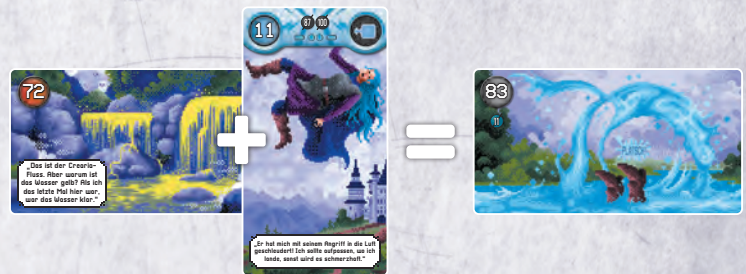 72
„Das ist der Crearia-
Fluss. Aber warum ist
das Wasser gelb? Als ich
das letzte Mal hier war,
war das Wasser klar.“
+
11
87 100
„Er hat mich mit seinem Angriff in die Luft
geschleudert! Ich sollte aufpassen, wo ich
lande, sonst wird es schmerzhaft.“
=
83
11
PLATSCH